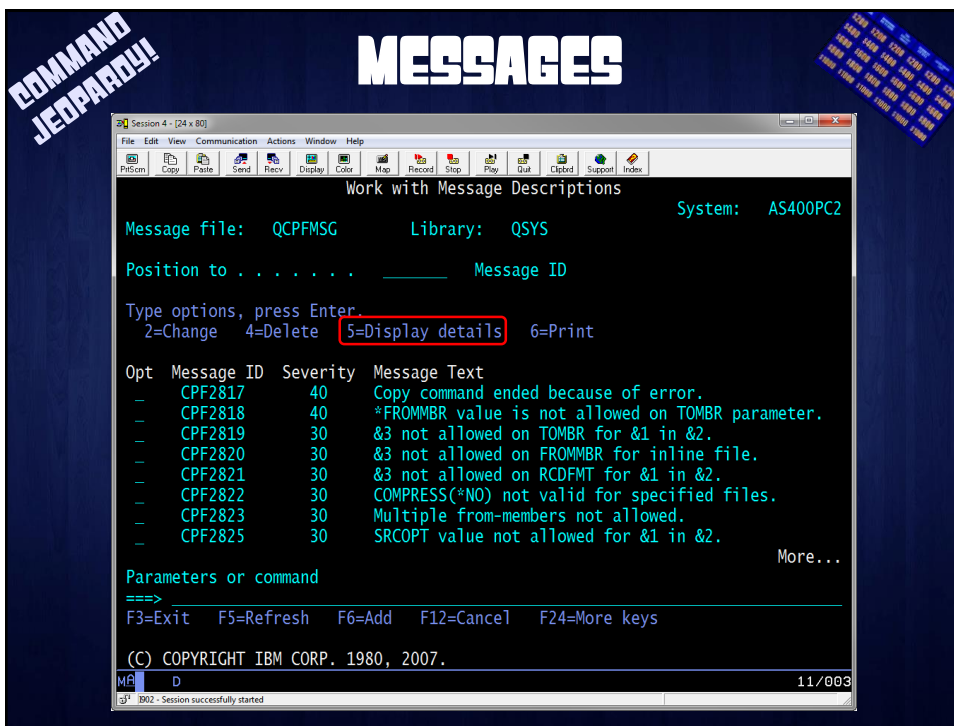 COMMAND
JEOPARDY!
MESSAGES
Session 4 - [24 x 80]
File Edit View Communication Actions Window Help
PrtScrn Copy Paste Send Recv Display Color Map Record Stop Play Quit Clipbrd Support Index
Work with Message Descriptions
System: AS400PC2
Message file: QCPFMSG Library: QSYS
Position to . . . . . . . _______ Message ID
Type options, press Enter.
2=Change 4=Delete 5=Display details 6=Print
Opt Message ID Severity Message Text
_ CPF2817 40 Copy command ended because of error.
_ CPF2818 40 *FROMMBR value is not allowed on TOMBR parameter.
_ CPF2819 30 &3 not allowed on TOMBR for &1 in &2.
_ CPF2820 30 &3 not allowed on FROMMBR for inline file.
_ CPF2821 30 &3 not allowed on RCDFMT for &1 in &2.
_ CPF2822 30 COMPRESS(*NO) not valid for specified files.
_ CPF2823 30 Multiple from-members not allowed.
_ CPF2825 30 SRCOPT value not allowed for &1 in &2.
More...
Parameters or command
===>
F3=Exit F5=Refresh F6=Add F12=Cancel F24=More keys
(C) COPYRIGHT IBM CORP. 1980, 2007.
MA D 11/003
I902 - Session successfully started